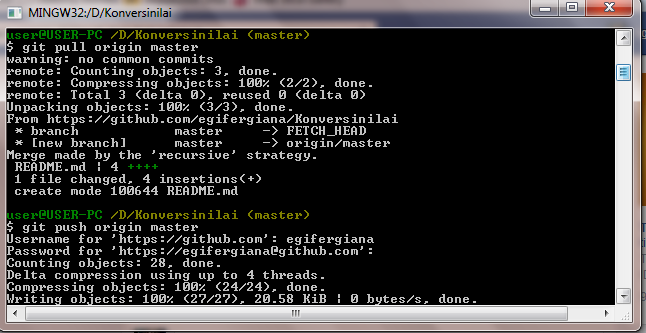 MINGW32:/D/Konversinilai
user@USER-PC /D/Konversinilai (master)
$ git pull origin master
warning: no common commits
remote: Counting objects: 3, done.
remote: Compressing objects: 100% (2/2), done.
remote: Total 3 (delta 0), reused 0 (delta 0)
Unpacking objects: 100% (3/3), done.
From https://github.com/egifergiana/Konversinilai
 * branch            master     -> FETCH_HEAD
 * [new branch]      master     -> origin/master
Merge made by the 'recursive' strategy.
 README.md | 4 ++++
 1 file changed, 4 insertions(+)
 create mode 100644 README.md
user@USER-PC /D/Konversinilai (master)
$ git push origin master
Username for 'https://github.com': egifergiana
Password for 'https://egifergiana@github.com':
Counting objects: 28, done.
Delta compression using up to 4 threads.
Compressing objects: 100% (24/24), done.
Writing objects: 100% (27/27), 20.58 KiB | 0 bytes/s, done.